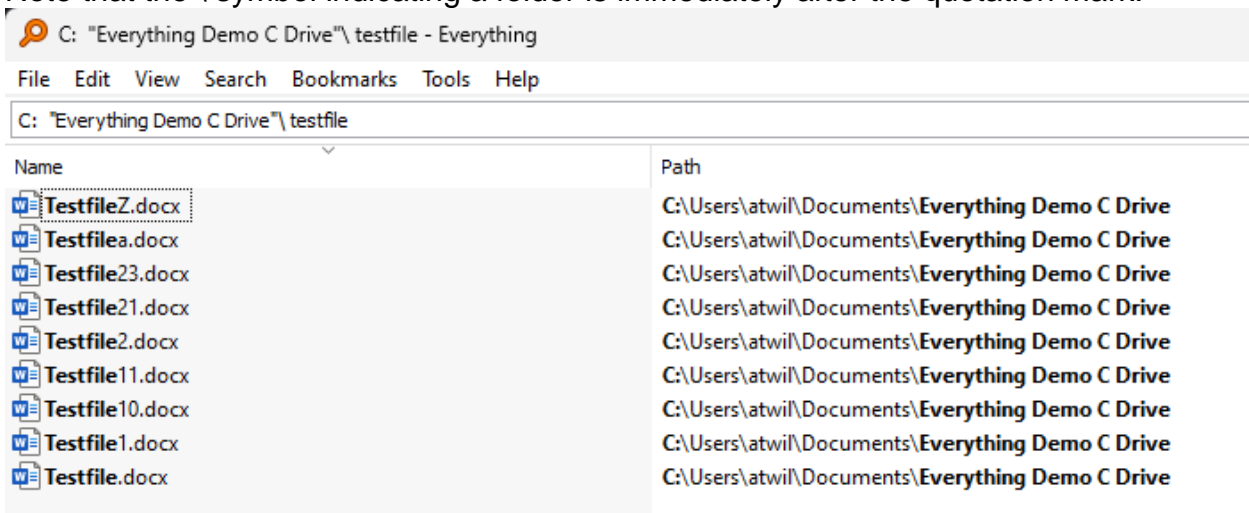 C:  "Everything Demo C Drive"\ testfile - Everything
File Edit View Search Bookmarks Tools Help
C:  "Everything Demo C Drive"\ testfile
Name Path
TestfileZ.docx C:\Users\atwil\Documents\Everything Demo C Drive
Testfilea.docx C:\Users\atwil\Documents\Everything Demo C Drive
Testfile23.docx C:\Users\atwil\Documents\Everything Demo C Drive
Testfile21.docx C:\Users\atwil\Documents\Everything Demo C Drive
Testfile2.docx C:\Users\atwil\Documents\Everything Demo C Drive
Testfile11.docx C:\Users\atwil\Documents\Everything Demo C Drive
Testfile10.docx C:\Users\atwil\Documents\Everything Demo C Drive
Testfile1.docx C:\Users\atwil\Documents\Everything Demo C Drive
Testfile.docx C:\Users\atwil\Documents\Everything Demo C Drive